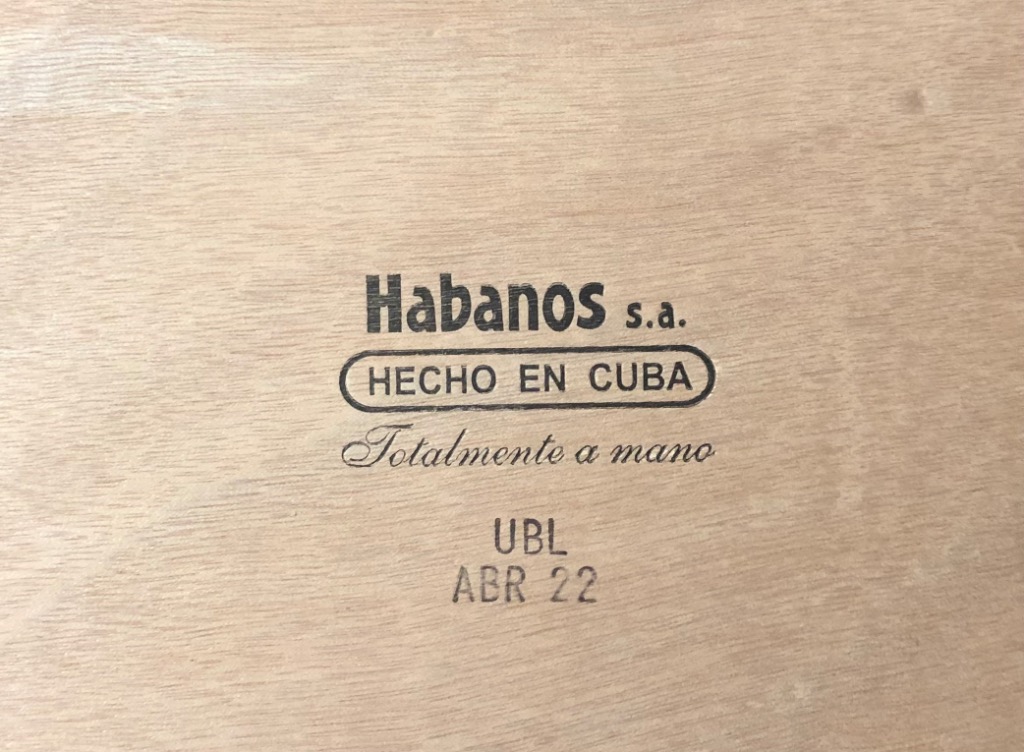 Habanos s.a.
HECHO EN CUBA
Totalmente a mano
UBL
ABR 22